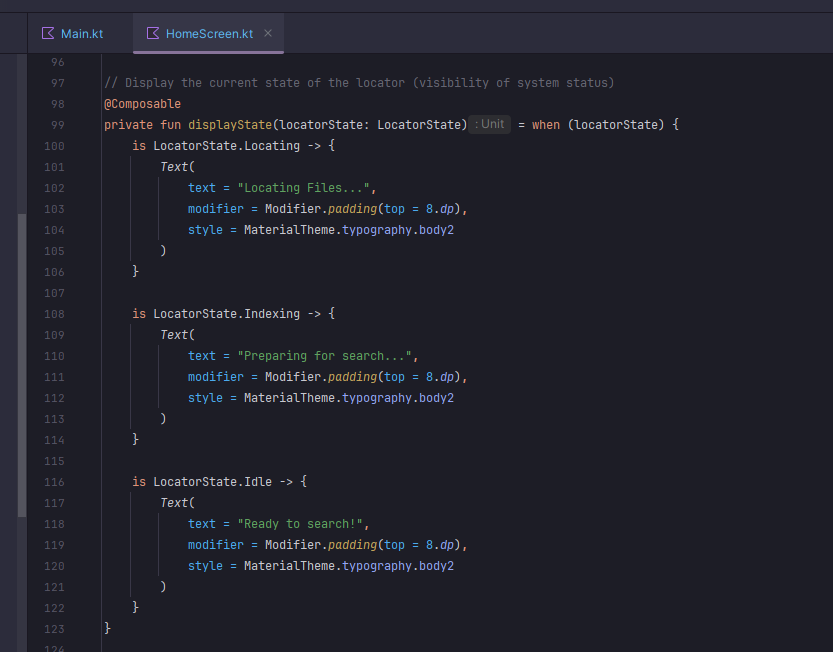 Main.kt HomeScreen.kt
96
97 // Display the current state of the locator (visibility of system status)
98 @Composable
99 private fun displayState(locatorState: LocatorState) : Unit = when (locatorState) {
100 is LocatorState.Locating -> {
101 Text(
102 text = "Locating Files...",
103 modifier = Modifier.padding(top = 8.dp),
104 style = MaterialTheme.typography.body2
105 )
106 }
107
108 is LocatorState.Indexing -> {
109 Text(
110 text = "Preparing for search...",
111 modifier = Modifier.padding(top = 8.dp),
112 style = MaterialTheme.typography.body2
113 )
114 }
115
116 is LocatorState.Idle -> {
117 Text(
118 text = "Ready to search!",
119 modifier = Modifier.padding(top = 8.dp),
120 style = MaterialTheme.typography.body2
121 )
122 }
123 }
124